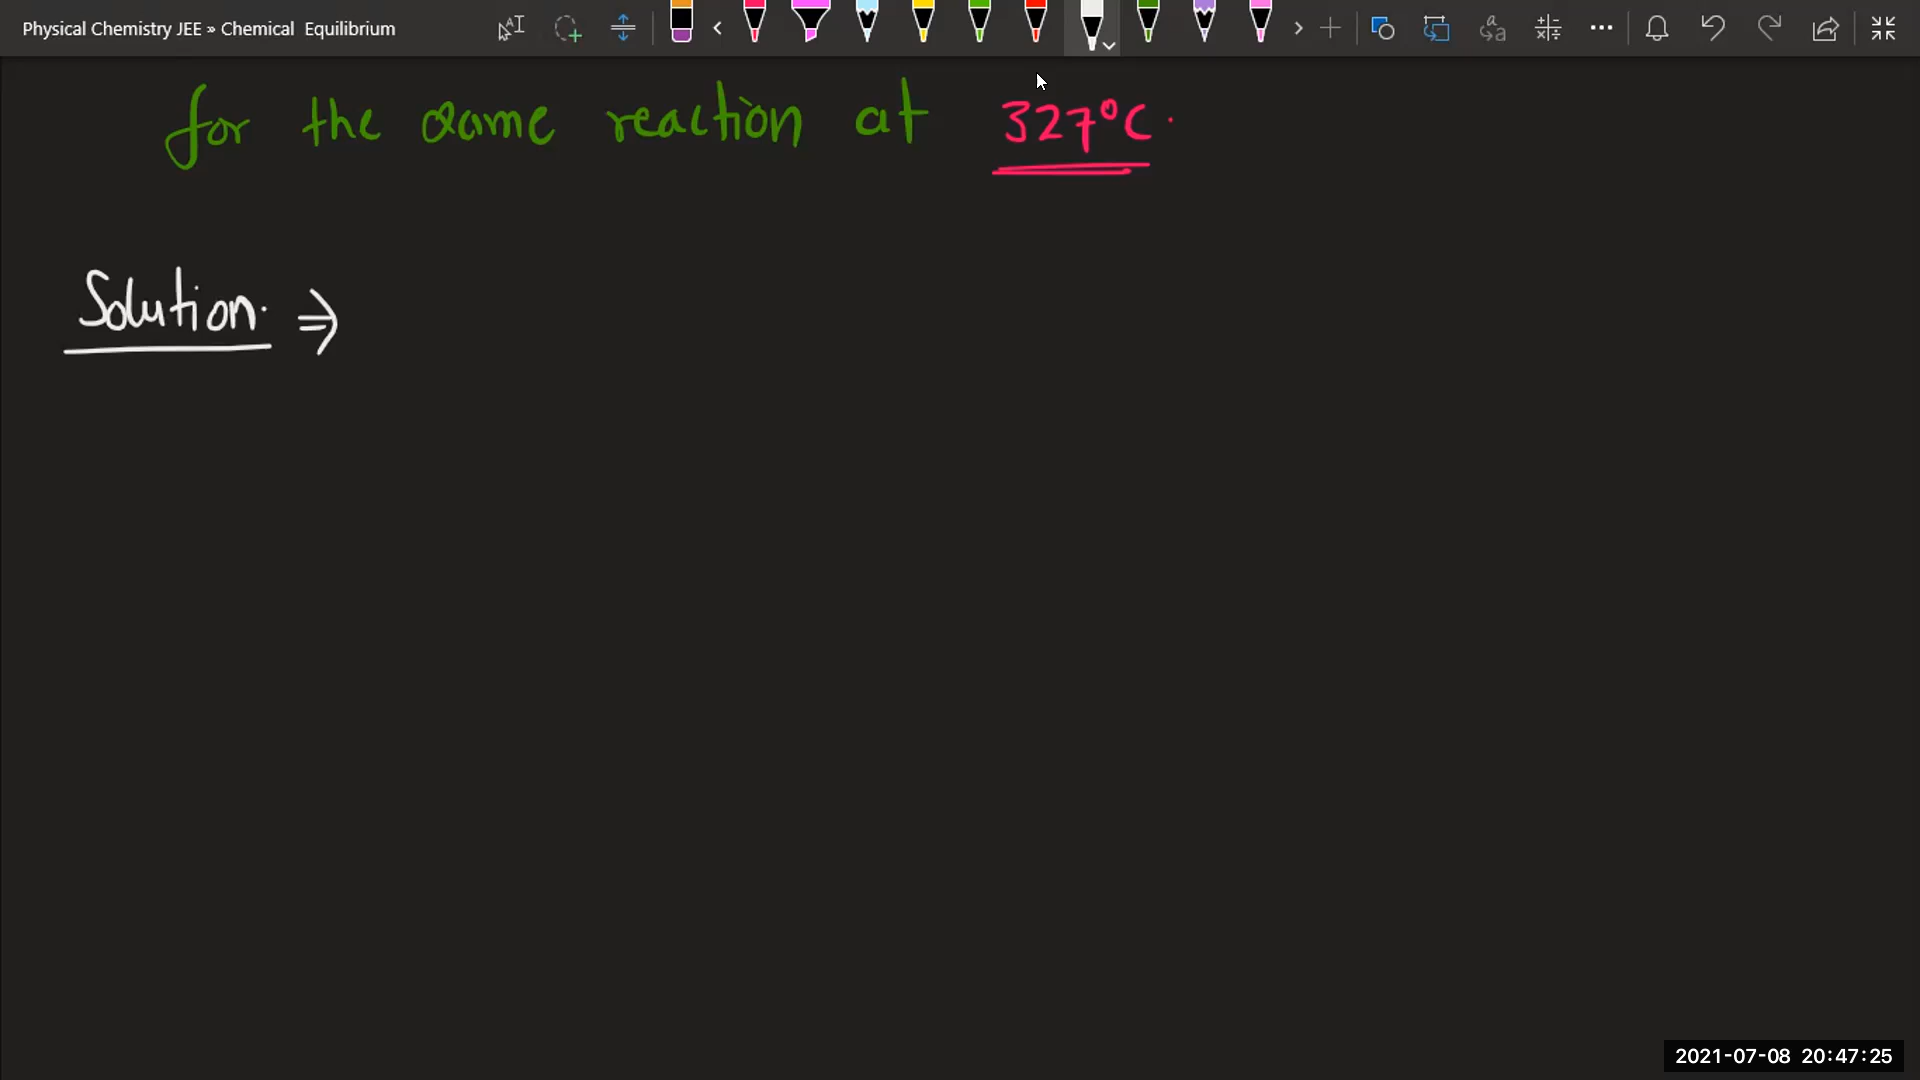 Physical Chemistry JEE » Chemical Equilibrium
for the same reaction at 327°C.
Solution. ⇒
2021-07-08 20:47:25